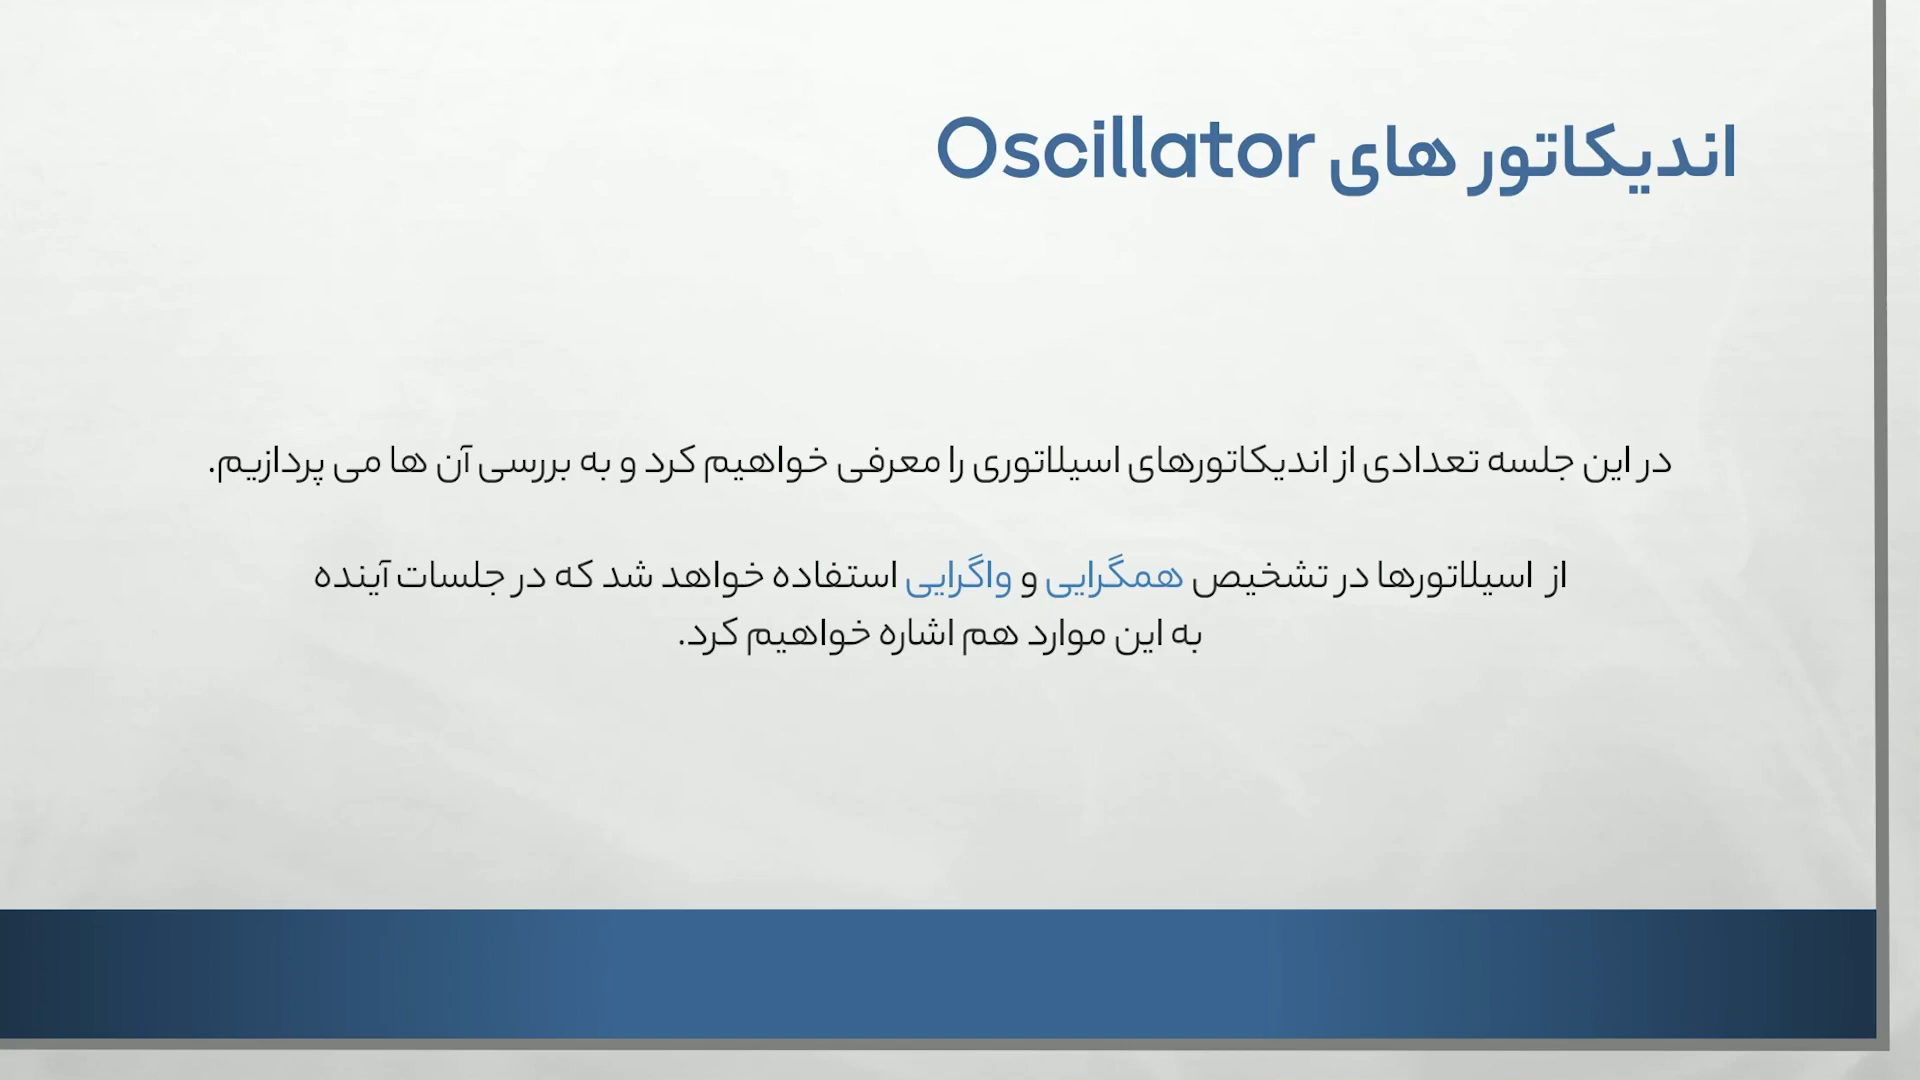 اندیکاتور های Oscillator
در این جلسه تعدادی از اندیکاتورهای اسیلاتوری را معرفی خواهیم کرد و به بررسی آن ها می پردازیم.
از اسیلاتورها در تشخیص همگرایی و واگرایی استفاده خواهد شد که در جلسات آینده
به این موارد هم اشاره خواهیم کرد.